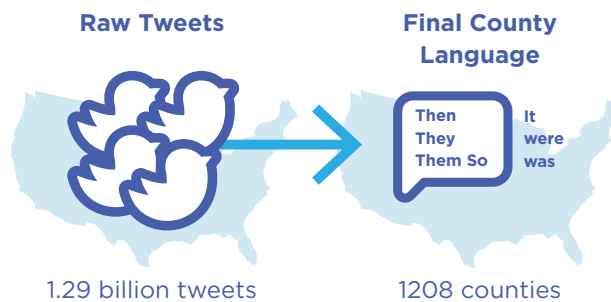 Raw Tweets
Final County
Language
Then
They
Them So
It
were
was
1.29 billion tweets
1208 counties